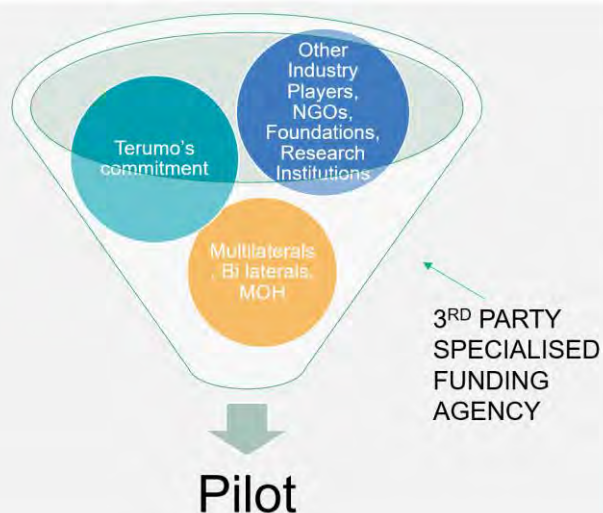 Other
Industry
Players,
NGOs,
Foundations,
Research
Institutions
Terumo's
commitment
Multilaterals
, Bi laterals,
MOH
3RD PARTY
SPECIALISED
FUNDING
AGENCY
Pilot